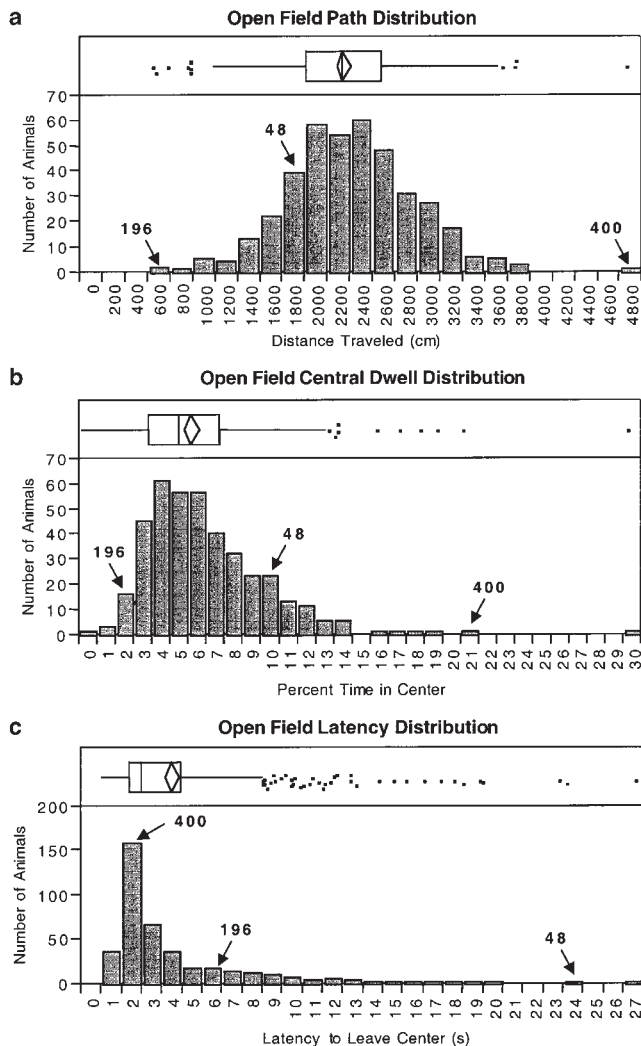 a
Open Field Path Distribution
70
60
50
40
30
20
10
0
Number of Animals
196
48
400
0 200 400 600 800 1000 1200 1400 1600 1800 2000 2200 2400 2600 2800 3000 3200 3400 3600 3800 4000 4200 4400 4600 4800
Distance Traveled (cm)
b
Open Field Central Dwell Distribution
70
60
50
40
30
20
10
0
Number of Animals
196
48
400
0 1 2 3 4 5 6 7 8 9 10 11 12 13 14 15 16 17 18 19 20 21 22 23 24 25 26 27 28 29 30
Percent Time in Center
c
Open Field Latency Distribution
200
150
100
50
0
Number of Animals
400
196
48
0 1 2 3 4 5 6 7 8 9 10 11 12 13 14 15 16 17 18 19 20 21 22 23 24 25 26 27
Latency to Leave Center (s)